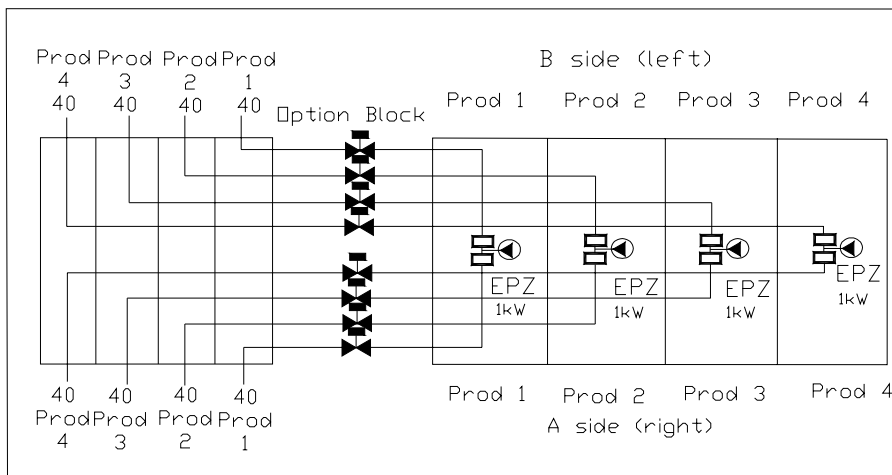 Prod 4 40
Prod 3 40
Prod 2 40
Prod 1 40
Option Block
B side (left)
Prod 1
Prod 2
Prod 3
Prod 4
EPZ 1kW
EPZ 1kW
EPZ 1kW
EPZ 1kW
40 Prod 4
40 Prod 3
40 Prod 2
40 Prod 1
Prod 1
Prod 2
Prod 3
Prod 4
A side (right)